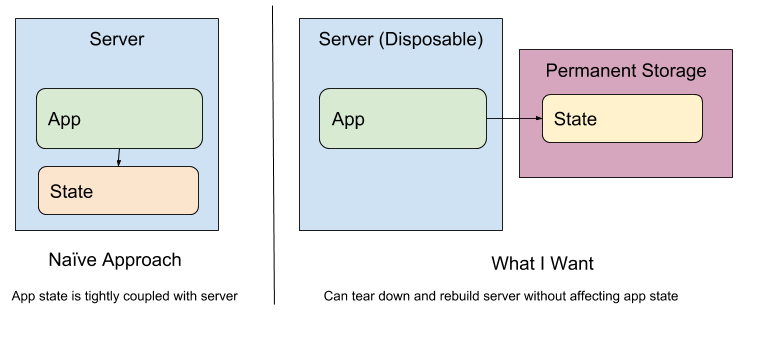 Server
App
State
Naïve Approach
App state is tightly coupled with server
Server (Disposable)
App
Permanent Storage
State
What I Want
Can tear down and rebuild server without affecting app state